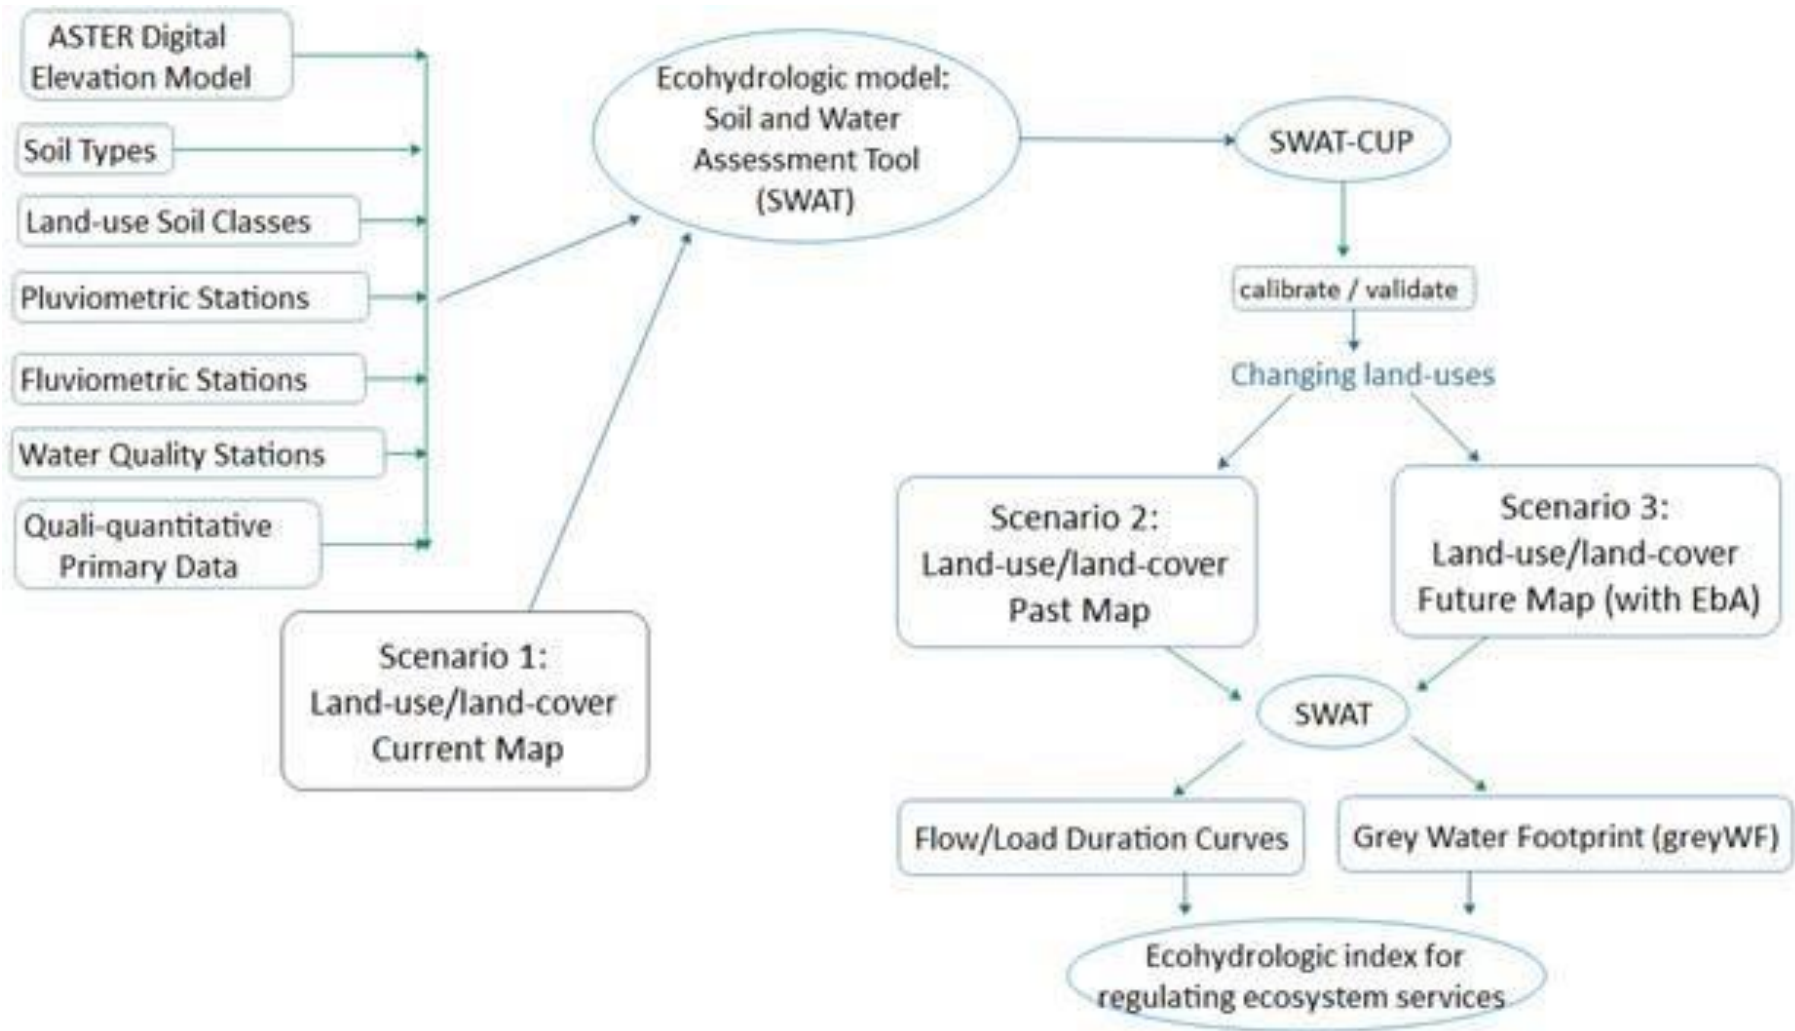 ASTER Digital
Elevation Model
Soil Types
Land-use Soil Classes
Pluviometric Stations
Fluviometric Stations
Water Quality Stations
Quali-quantitative
Primary Data
Scenario 1:
Land-use/land-cover
Current Map
Ecohydrologic model:
Soil and Water
Assessment Tool
(SWAT)
SWAT-CUP
calibrate / validate
Changing land-uses
Scenario 2:
Land-use/land-cover
Past Map
Scenario 3:
Land-use/land-cover
Future Map (with EbA)
SWAT
Flow/Load Duration Curves
Grey Water Footprint (greyWF)
Ecohydrologic index for
regulating ecosystem services